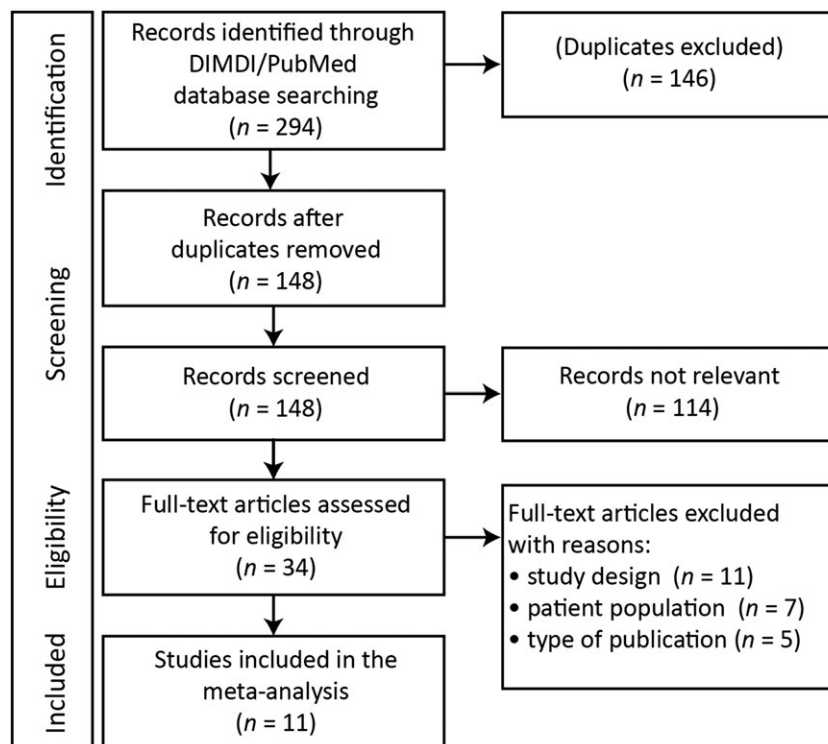 Identification
Records identified through
DIMDI/PubMed
database searching
(n = 294)
(Duplicates excluded)
(n = 146)
Screening
Records after
duplicates removed
(n = 148)
Records screened
(n = 148)
Records not relevant
(n = 114)
Eligibility
Full-text articles assessed
for eligibility
(n = 34)
Full-text articles excluded
with reasons:
• study design (n = 11)
• patient population (n = 7)
• type of publication (n = 5)
Included
Studies included in the
meta-analysis
(n = 11)